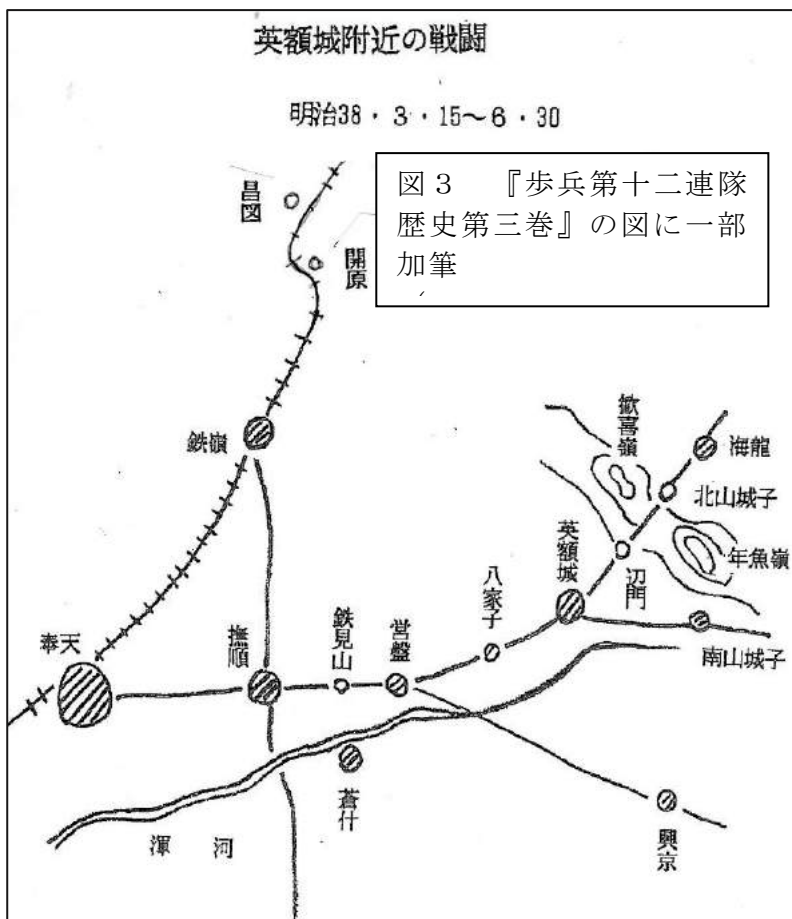 英額城附近の戦闘
明治38・3・15～6・30
図3 『歩兵第十二連隊
歴史第三巻』の図に一部
加筆
昌図
開原
鉄嶺
歓喜嶺
海龍
北山城子
年魚嶺
英額城
辺門
八家子
営盤
鉄見山
撫順
奉天
南山城子
蒼什
興京
渾河